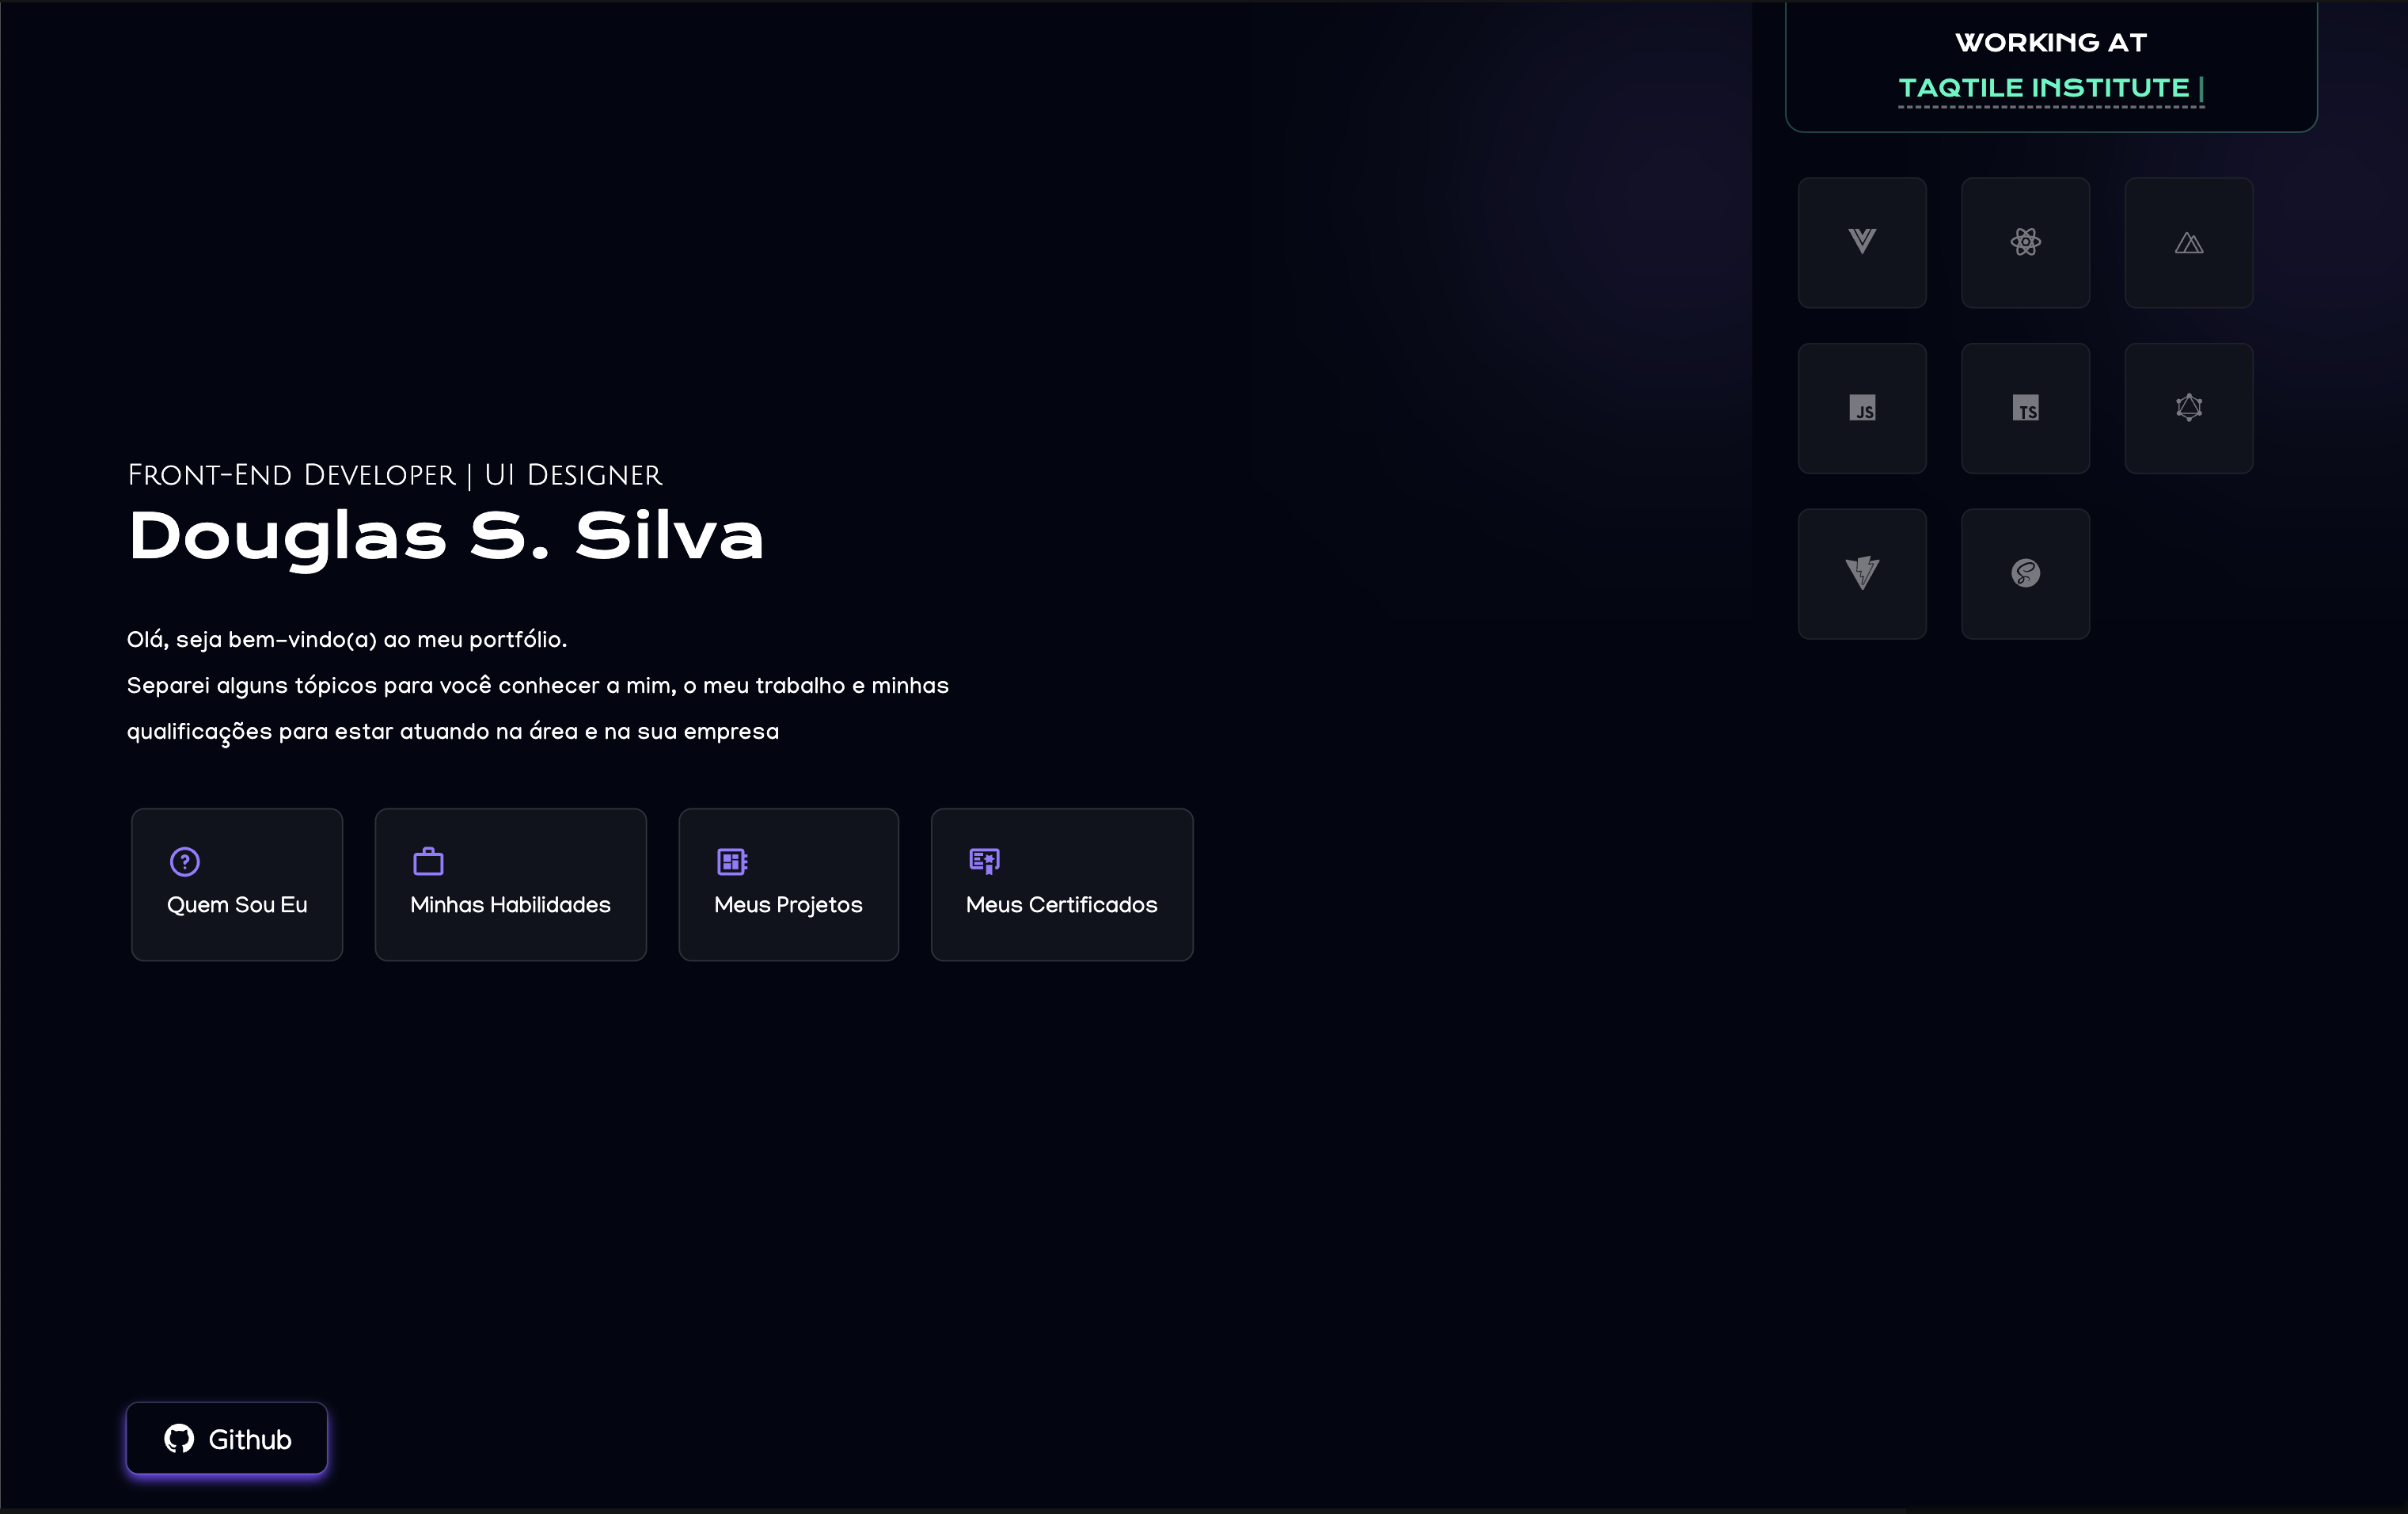 WORKING AT
TAQTILE INSTITUTE |
JS
TS
Front-End Developer | UI Designer
Douglas S. Silva
Olá, seja bem-vindo(a) ao meu portfólio.
Separei alguns tópicos para você conhecer a mim, o meu trabalho e minhas
qualificações para estar atuando na área e na sua empresa
Quem Sou Eu
Minhas Habilidades
Meus Projetos
Meus Certificados
Github